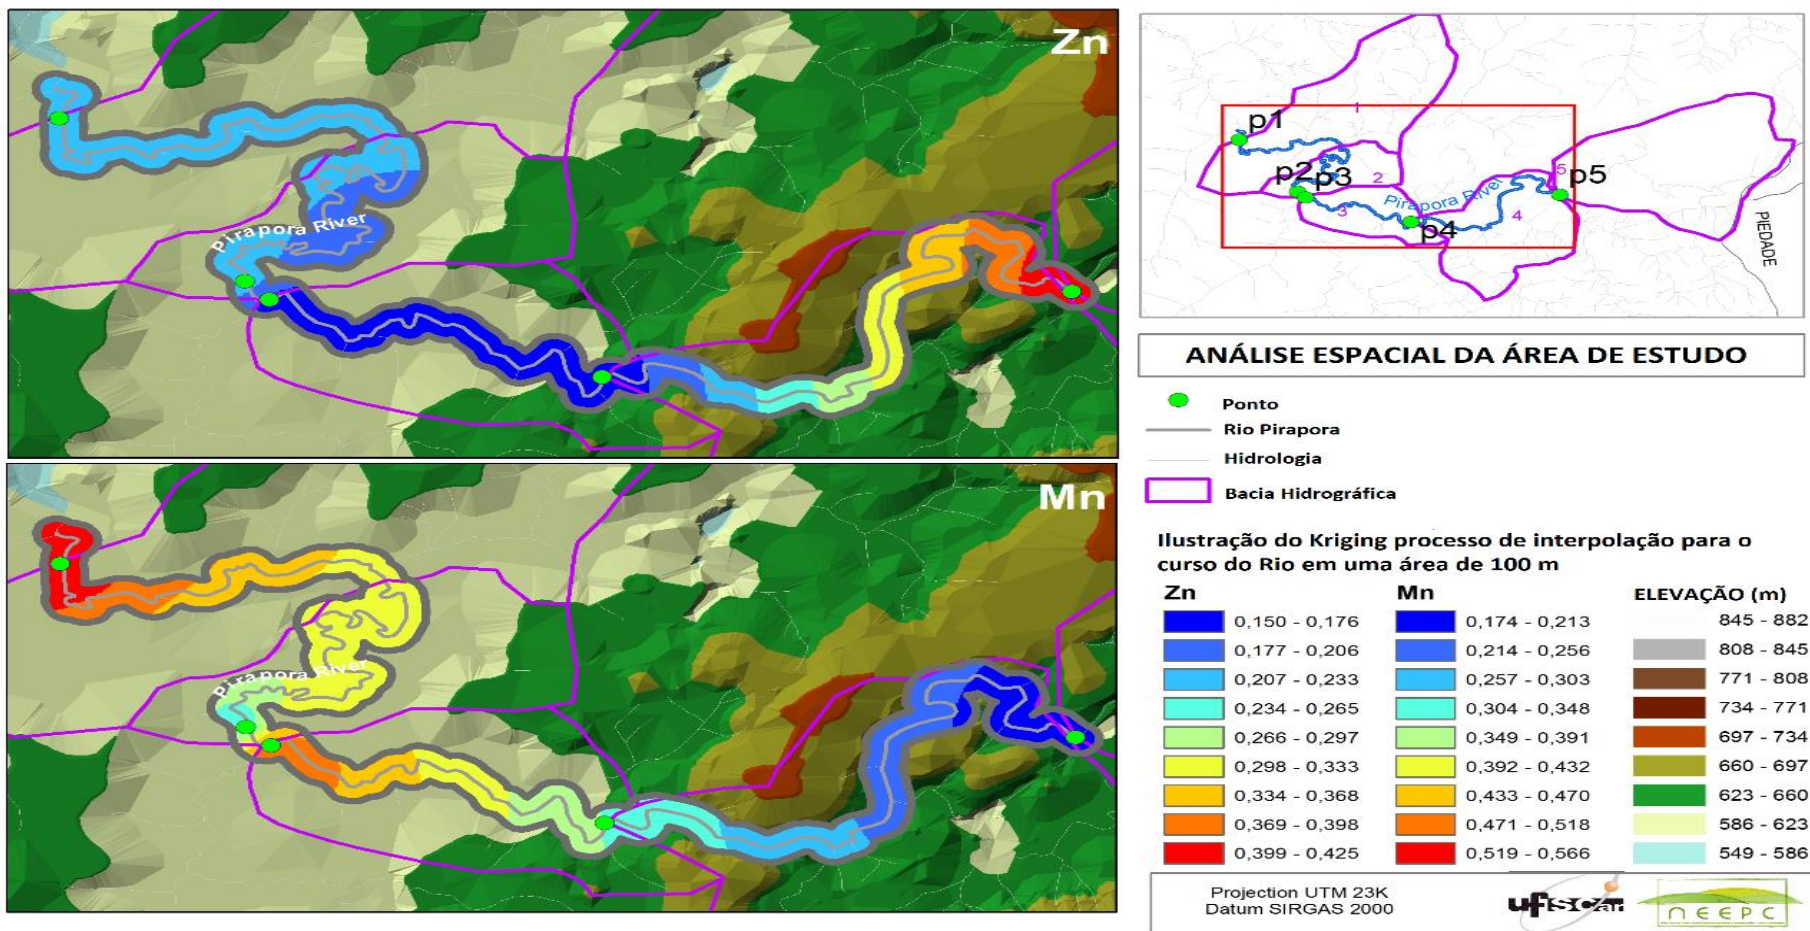 Zn
Pirapora River
Mn
Pirapora River
p1
1
p2
p3
2
3
Pirapora River
p4
4
5
p5
PIEDADE
ANÁLISE ESPACIAL DA ÁREA DE ESTUDO
Ponto
Rio Pirapora
Hidrologia
Bacia Hidrográfica
Ilustração do Kriging processo de interpolação para o
curso do Rio em uma área de 100 m
Zn Mn ELEVAÇÃO (m)
0,150 - 0,176 0,174 - 0,213 845 - 882
0,177 - 0,206 0,214 - 0,256 808 - 845
0,207 - 0,233 0,257 - 0,303 771 - 808
0,234 - 0,265 0,304 - 0,348 734 - 771
0,266 - 0,297 0,349 - 0,391 697 - 734
0,298 - 0,333 0,392 - 0,432 660 - 697
0,334 - 0,368 0,433 - 0,470 623 - 660
0,369 - 0,398 0,471 - 0,518 586 - 623
0,399 - 0,425 0,519 - 0,566 549 - 586
Projection UTM 23K
Datum SIRGAS 2000
ufscar
NEEPC